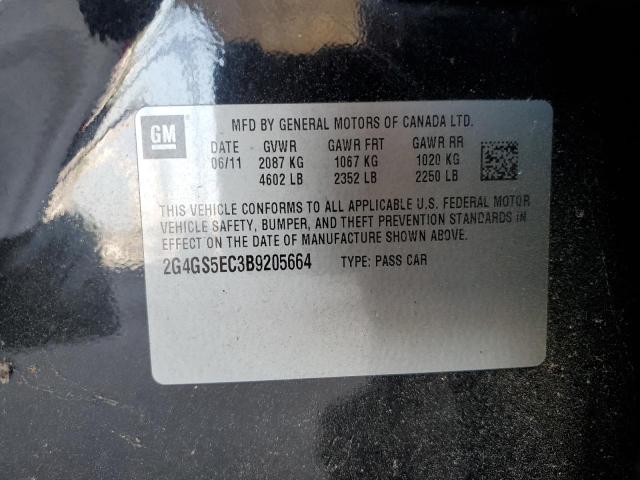 GM
MFD BY GENERAL MOTORS OF CANADA LTD.
DATE GVWR GAWR FRT GAWR RR
06/11 2087 KG 1067 KG 1020 KG
4602 LB 2352 LB 2250 LB
THIS VEHICLE CONFORMS TO ALL APPLICABLE U.S. FEDERAL MOTOR
VEHICLE SAFETY, BUMPER, AND THEFT PREVENTION STANDARDS IN
EFFECT ON THE DATE OF MANUFACTURE SHOWN ABOVE.
2G4GS5EC3B9205664 TYPE: PASS CAR